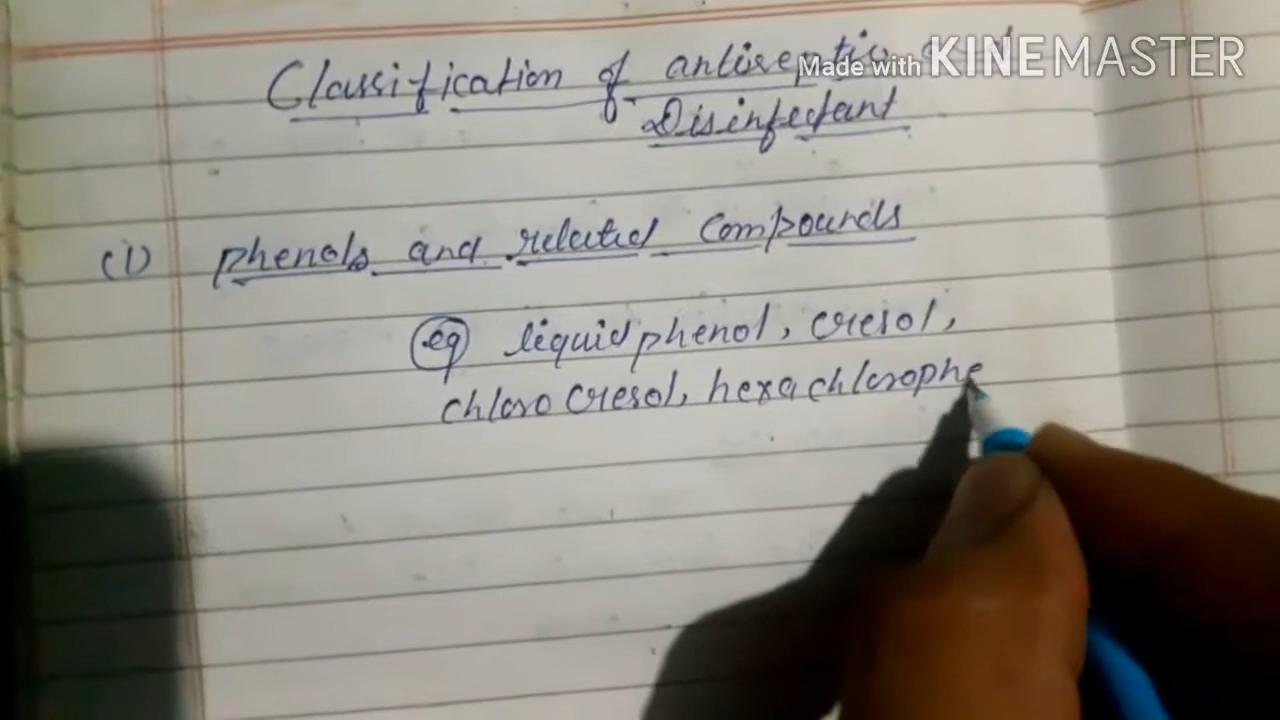 Classification of antiseptic and
Made with KINEMASTER
Disinfectant
(1) phenols and related compounds
eg liquid phenol, cresol,
chloro cresol, hexachlorophe